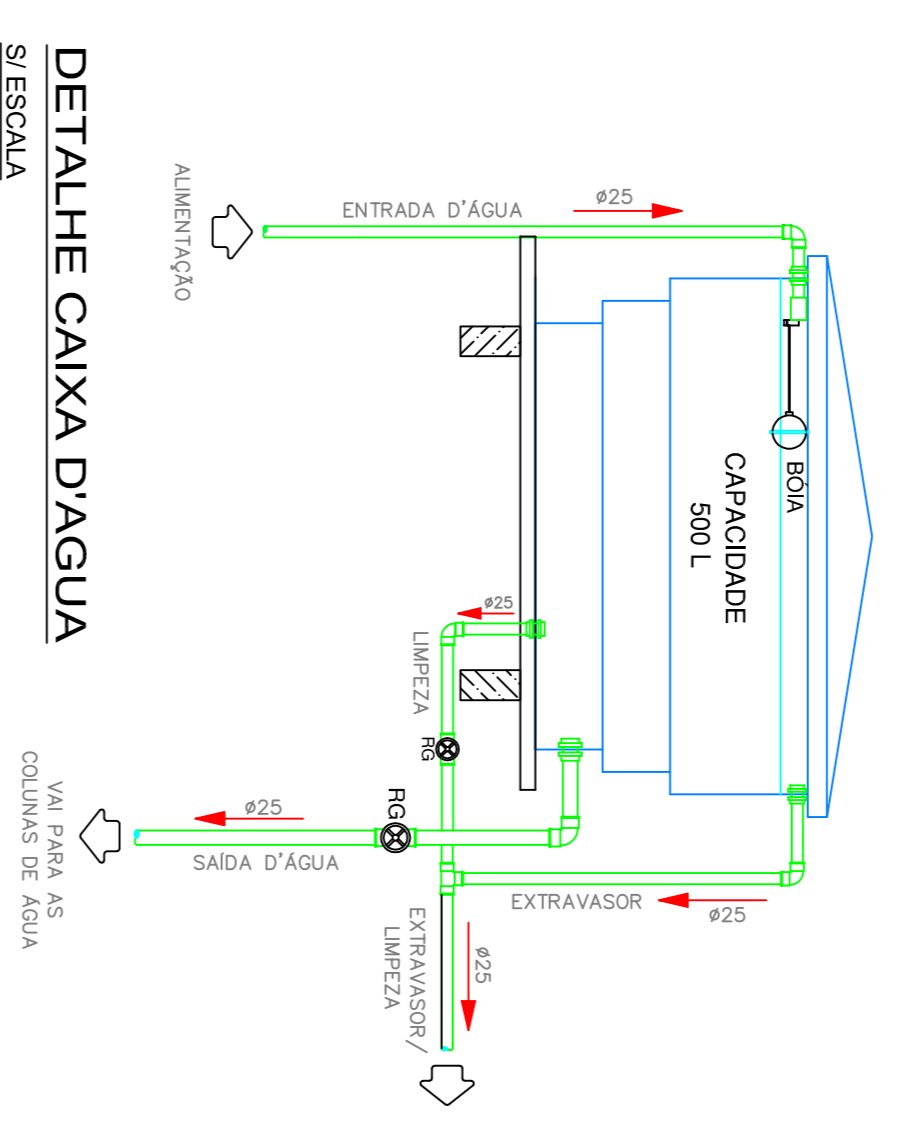 ALIMENTAÇÃO
ENTRADA D'ÁGUA
ø25
BÓIA
CAPACIDADE
500 L
ø25
LIMPEZA
RG
RG
ø25
SAÍDA D'ÁGUA
EXTRAVASOR
ø25
EXTRAVASOR/
LIMPEZA
ø25
VAI PARA AS
COLUNAS DE ÁGUA
DETALHE CAIXA D'AGUA
S/ ESCALA